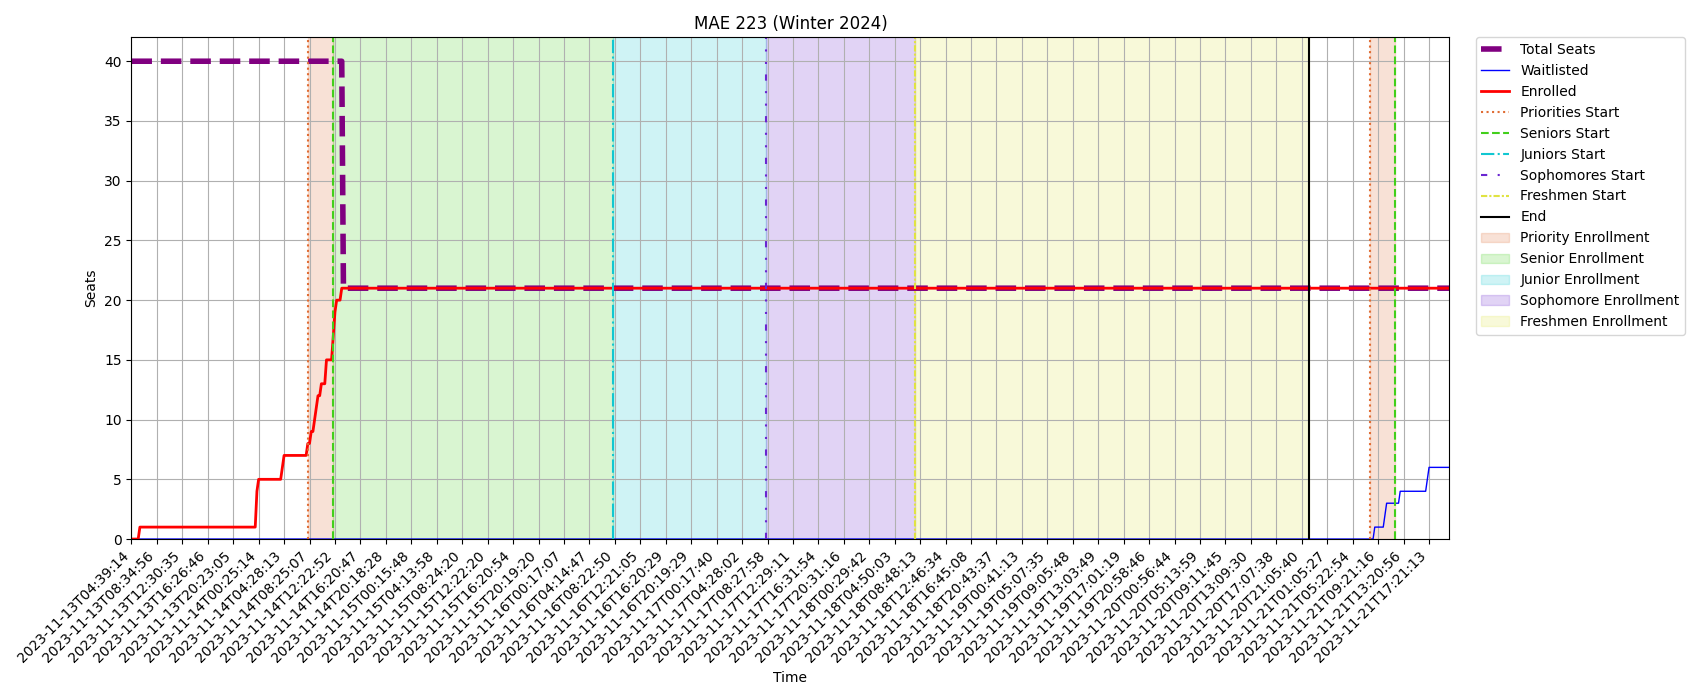 MAE 223 (Winter 2024)
Total Seats
Waitlisted
Enrolled
Priorities Start
Seniors Start
Juniors Start
Sophomores Start
Freshmen Start
End
Priority Enrollment
Senior Enrollment
Junior Enrollment
Sophomore Enrollment
Freshmen Enrollment
Seats
40
35
30
25
20
15
10
5
0
2023-11-13T04:39:14
2023-11-13T08:34:56
2023-11-13T12:30:35
2023-11-13T16:26:46
2023-11-13T20:23:05
2023-11-14T00:25:14
2023-11-14T04:28:13
2023-11-14T08:25:07
2023-11-14T12:22:52
2023-11-14T16:20:47
2023-11-14T20:18:28
2023-11-15T00:15:48
2023-11-15T04:13:58
2023-11-15T08:24:20
2023-11-15T12:22:20
2023-11-15T16:20:54
2023-11-15T20:19:20
2023-11-16T00:17:07
2023-11-16T04:14:47
2023-11-16T08:22:50
2023-11-16T12:21:05
2023-11-16T16:20:29
2023-11-16T20:19:29
2023-11-17T00:17:40
2023-11-17T04:28:02
2023-11-17T08:27:58
2023-11-17T12:29:11
2023-11-17T16:31:54
2023-11-17T20:31:16
2023-11-18T00:29:42
2023-11-18T04:50:03
2023-11-18T08:48:13
2023-11-18T12:46:34
2023-11-18T16:45:08
2023-11-18T20:43:37
2023-11-19T00:41:13
2023-11-19T05:07:35
2023-11-19T09:05:48
2023-11-19T13:03:49
2023-11-19T17:01:19
2023-11-19T20:58:46
2023-11-20T00:56:44
2023-11-20T05:13:59
2023-11-20T09:11:45
2023-11-20T13:09:30
2023-11-20T17:07:38
2023-11-20T21:05:40
2023-11-21T01:05:27
2023-11-21T05:22:54
2023-11-21T09:21:16
2023-11-21T13:20:56
2023-11-21T17:21:13
Time